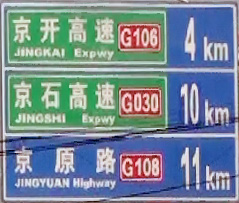 京开高速 G106 4 km
JINGKAI Expwy
京石高速 G030 10 km
JINGSHI Expwy
京原路 G108 11 km
JINGYUAN Highway